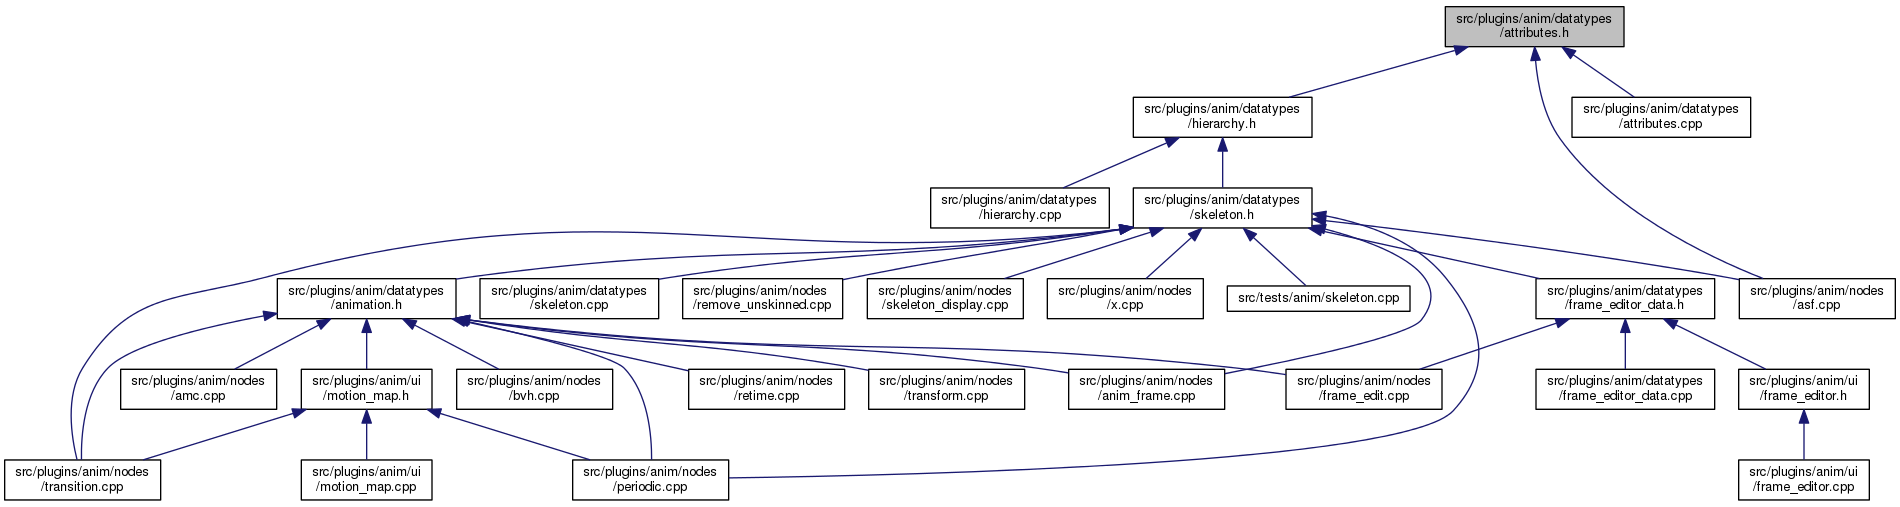 src/plugins/anim/datatypes
/attributes.h
src/plugins/anim/datatypes
/hierarchy.h
src/plugins/anim/datatypes
/attributes.cpp
src/plugins/anim/datatypes
/hierarchy.cpp
src/plugins/anim/datatypes
/skeleton.h
src/plugins/anim/datatypes
/animation.h
src/plugins/anim/datatypes
/skeleton.cpp
src/plugins/anim/nodes
/remove_unskinned.cpp
src/plugins/anim/nodes
/skeleton_display.cpp
src/plugins/anim/nodes
/x.cpp
src/tests/anim/skeleton.cpp
src/plugins/anim/datatypes
/frame_editor_data.h
src/plugins/anim/nodes
/asf.cpp
src/plugins/anim/nodes
/amc.cpp
src/plugins/anim/ui
/motion_map.h
src/plugins/anim/nodes
/bvh.cpp
src/plugins/anim/nodes
/retime.cpp
src/plugins/anim/nodes
/transform.cpp
src/plugins/anim/nodes
/anim_frame.cpp
src/plugins/anim/nodes
/frame_edit.cpp
src/plugins/anim/datatypes
/frame_editor_data.cpp
src/plugins/anim/ui
/frame_editor.h
src/plugins/anim/nodes
/transition.cpp
src/plugins/anim/ui
/motion_map.cpp
src/plugins/anim/nodes
/periodic.cpp
src/plugins/anim/ui
/frame_editor.cpp